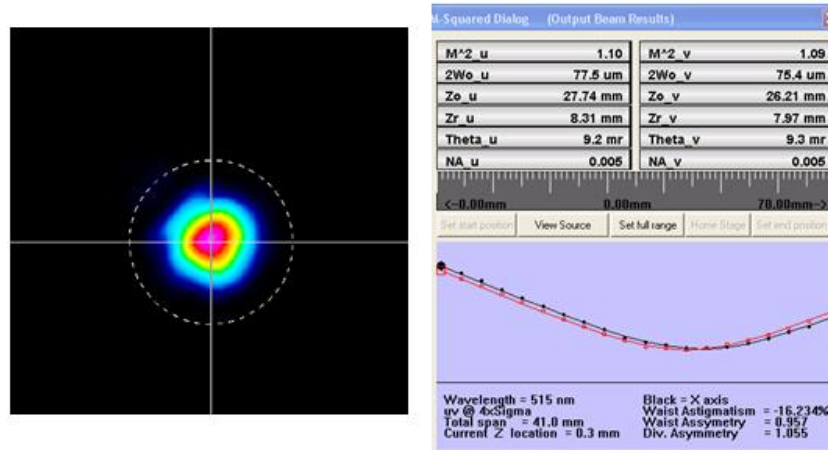 M-Squared Dialog (Output Beam Results)
M^2_u 1.10 M^2_v 1.09
2Wo_u 77.5 um 2Wo_v 75.4 um
Zo_u 27.74 mm Zo_v 26.21 mm
Zr_u 8.31 mm Zr_v 7.97 mm
Theta_u 9.2 mr Theta_v 9.3 mr
NA_u 0.005 NA_v 0.005
<-0.00mm 0.00mm 70.00mm->
Set start position View Source Set full range Home Stage Set end position
Wavelength = 515 nm Black = X axis
uv @ 4xSigma Waist Astigmatism = -16.234%
Total span = 41.0 mm Waist Assymetry = 0.957
Current Z location = 0.3 mm Div. Asymmetry = 1.055